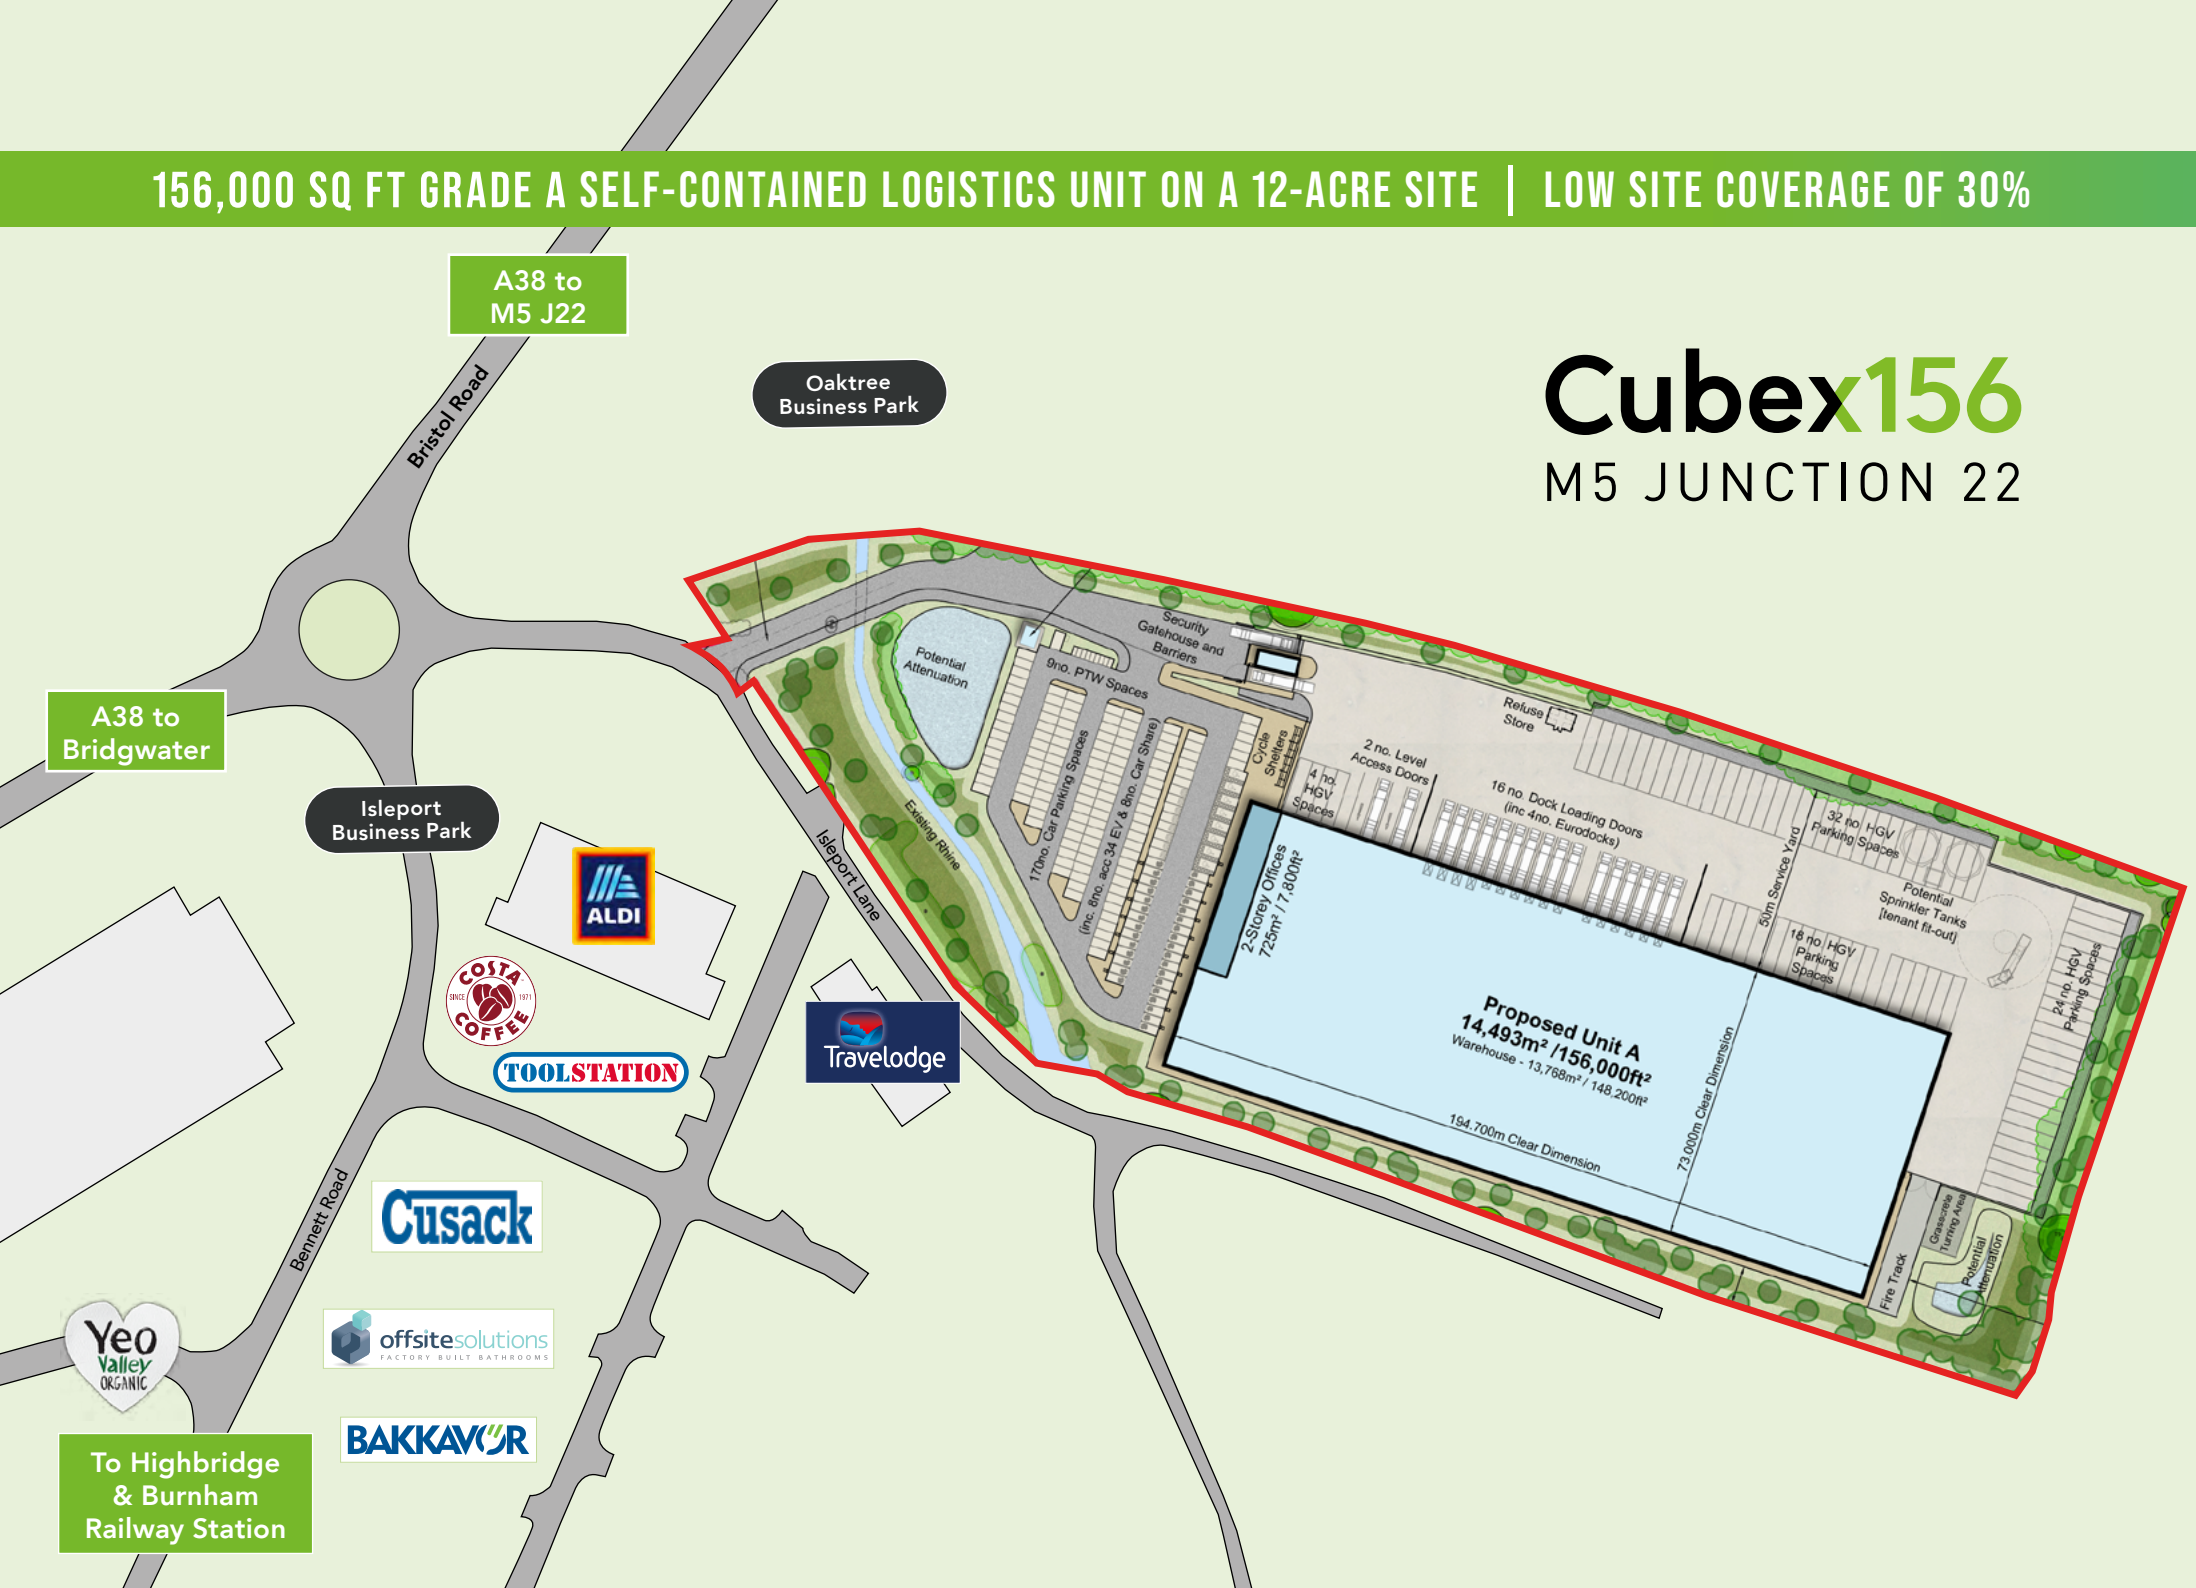 156,000 SQ FT GRADE A SELF-CONTAINED LOGISTICS UNIT ON A 12-ACRE SITE | LOW SITE COVERAGE OF 30%
A38 to
M5 J22
Bristol Road
Oaktree
Business Park
Cubex156
M5 JUNCTION 22
A38 to
Bridgwater
Isleport
Business Park
Isleport Lane
ALDI
COSTA
SINCE 1971
COFFEE
TOOLSTATION
Travelodge
Bennett Road
Cusack
offsitesolutions
FACTORY BUILT BATHROOMS
BAKKAVOR
Yeo
Valley
ORGANIC
To Highbridge
& Burnham
Railway Station
Potential
Attenuation
Existing Rhine
9no. PTW Spaces
170no. Car Parking Spaces
(inc. 8no. acc 34 EV & 8no. Car Share)
Security
Gatehouse and
Barriers
Cycle
Shelters
4 no.
HGV
Spaces
2 no. Level
Access Doors
Refuse
Store
16 no. Dock Loading Doors
(inc 4no. Eurodocks)
50m Service Yard
32 no. HGV
Parking Spaces
Potential
Sprinkler Tanks
[tenant fit-out]
18 no. HGV
Parking
Spaces
24 no. HGV
Parking Spaces
2-Storey Offices
725m² / 7,800ft²
Proposed Unit A
14,493m² /156,000ft²
Warehouse - 13,768m² / 148,200ft²
194.700m Clear Dimension
73.000m Clear Dimension
Fire Track
Grasscrete
Turning Area
Potential
Attenuation